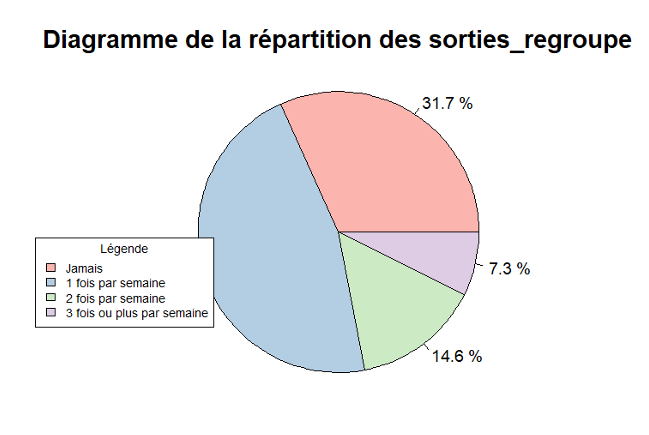 Diagramme de la répartition des sorties_regroupe
31.7 %
Légende
Jamais
1 fois par semaine
2 fois par semaine
3 fois ou plus par semaine
7.3 %
14.6 %